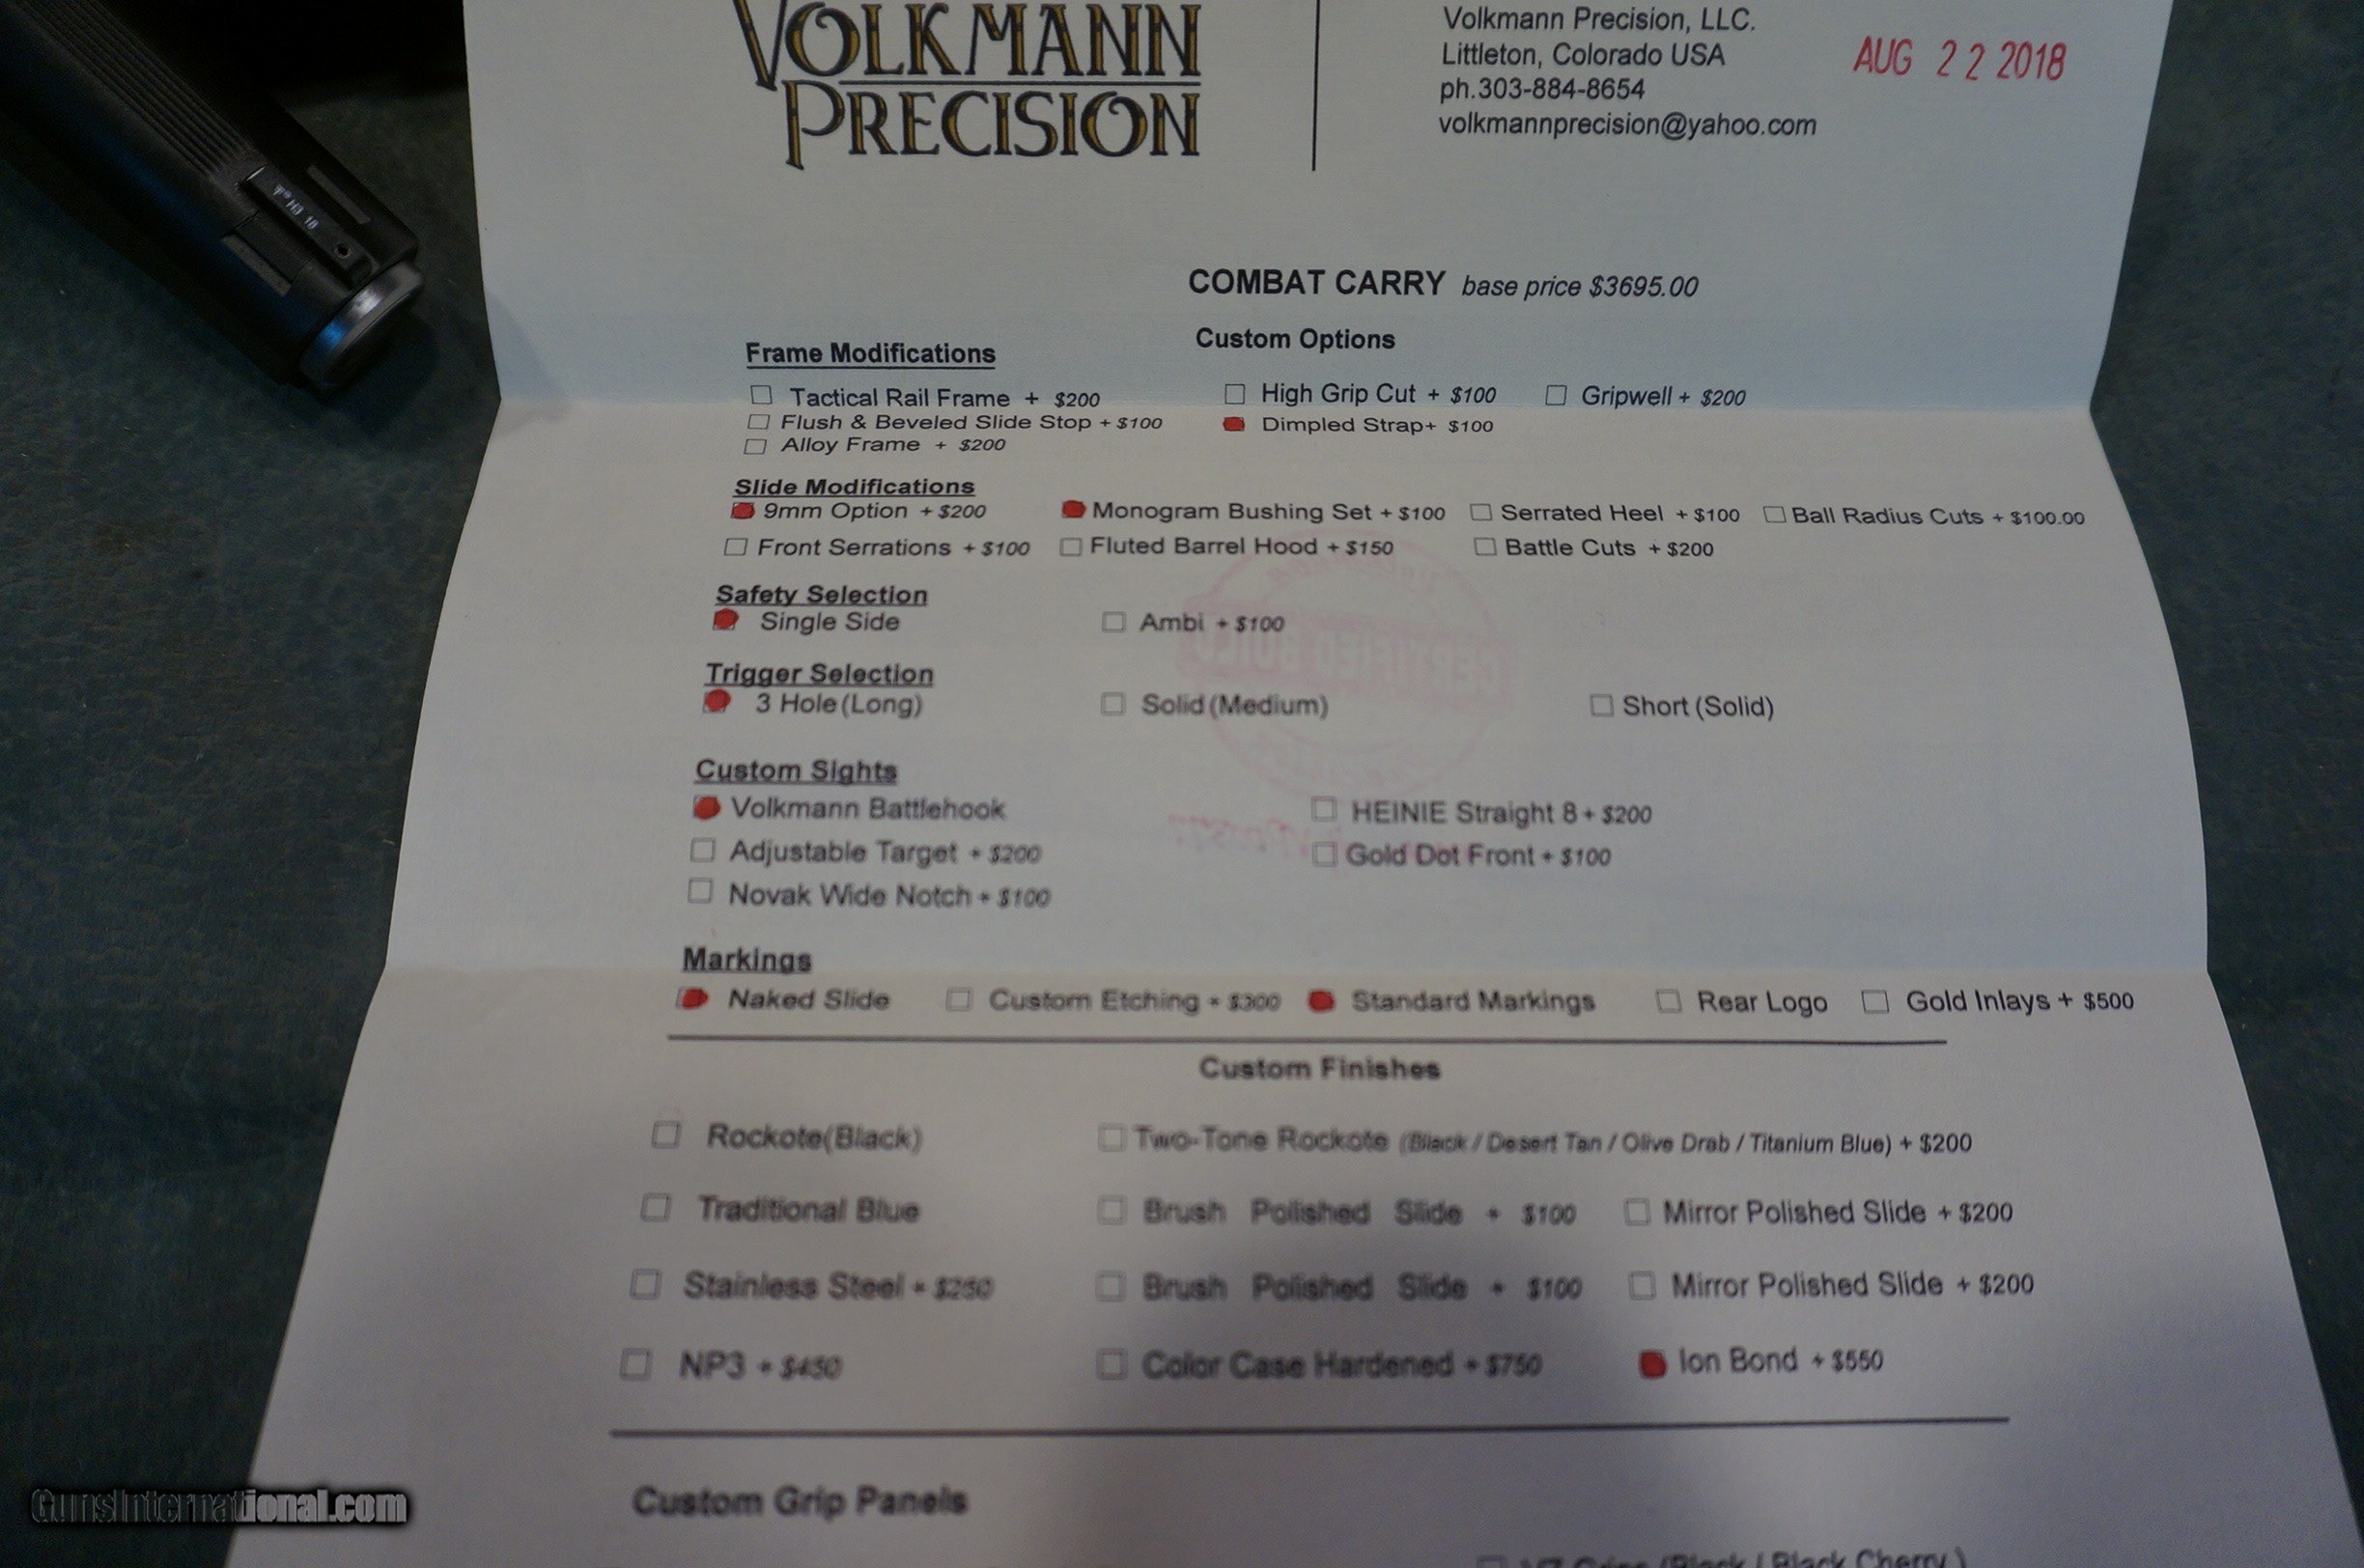 VOLKMANN
PRECISION
Volkmann Precision, LLC.
Littleton, Colorado USA
ph.303-884-8654
volkmannprecision@yahoo.com
AUG 22 2018
COMBAT CARRY base price $3695.00
Frame Modifications
Custom Options
Tactical Rail Frame + $200 High Grip Cut + $100 Gripwell + $200
Flush & Beveled Slide Stop + $100 Dimpled Strap+ $100
Alloy Frame + $200
Slide Modifications
9mm Option + $200 Monogram Bushing Set + $100 Serrated Heel + $100 Ball Radius Cuts + $100.00
Front Serrations + $100 Fluted Barrel Hood + $150 Battle Cuts + $200
Safety Selection
Single Side Ambi + $100
Trigger Selection
3 Hole (Long) Solid (Medium) Short (Solid)
Custom Sights
Volkmann Battlehook HEINIE Straight 8 + $200
Adjustable Target + $200 Gold Dot Front + $100
Novak Wide Notch + $100
CERTIFIED BUILD
Markings
Naked Slide Custom Etching + $300 Standard Markings Rear Logo Gold Inlays + $500
Custom Finishes
Rockote(Black) Two-Tone Rockote (Black / Desert Tan / Olive Drab / Titanium Blue) + $200
Traditional Blue Brush Polished Slide + $100 Mirror Polished Slide + $200
Stainless Steel + $250 Brush Polished Slide + $100 Mirror Polished Slide + $200
NP3 + $450 Color Case Hardened + $750 Ion Bond + $550
Custom Grip Panels
VZ Grips (Black / Black Cherry )
GunsInternational.com